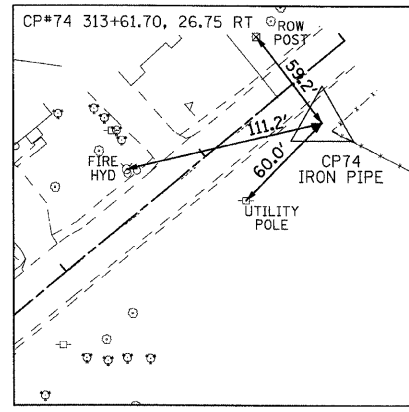 CP#74 313+61.70, 26.75 RT
ROW
POST
59.2'
111.2'
FIRE
HYD
60.0'
CP74
IRON PIPE
UTILITY
POLE